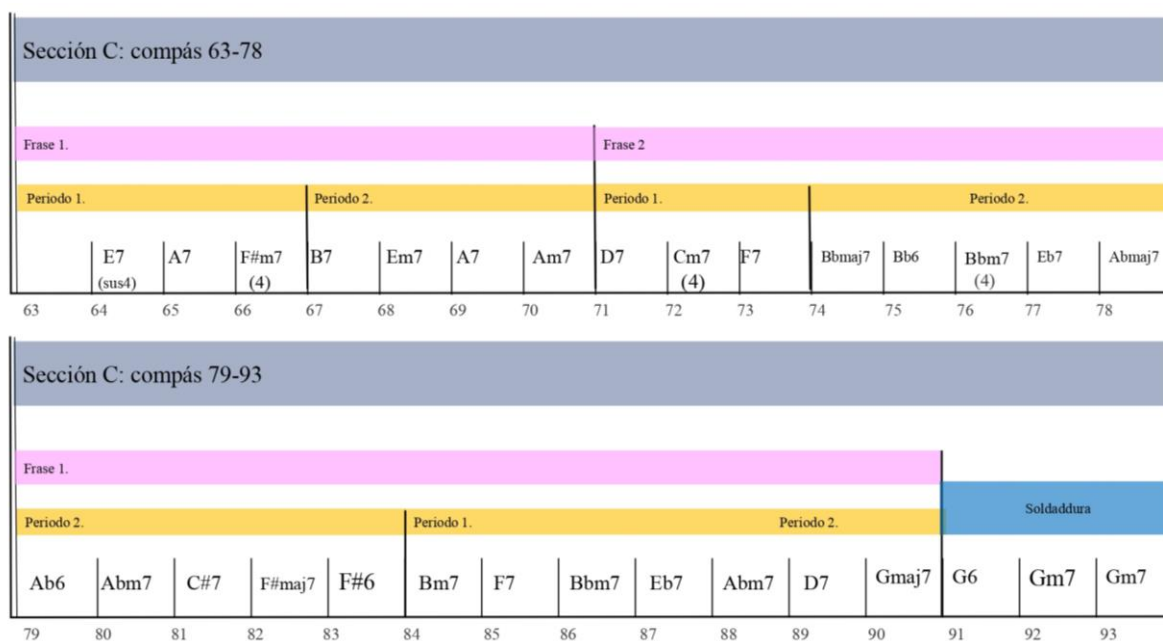 Sección C: compás 63-78
Frase 1. Frase 2
Periodo 1. Periodo 2. Periodo 1. Periodo 2.
E7 A7 F#m7 B7 Em7 A7 Am7 D7 Cm7 F7 Bbmaj7 Bb6 Bbm7 Eb7 Abmaj7
(sus4) (4) (4) (4)
63 64 65 66 67 68 69 70 71 72 73 74 75 76 77 78
Sección C: compás 79-93
Frase 1.
Soldaddura
Periodo 2. Periodo 1. Periodo 2.
Ab6 Abm7 C#7 F#maj7 F#6 Bm7 F7 Bbm7 Eb7 Abm7 D7 Gmaj7 G6 Gm7 Gm7
79 80 81 82 83 84 85 86 87 88 89 90 91 92 93